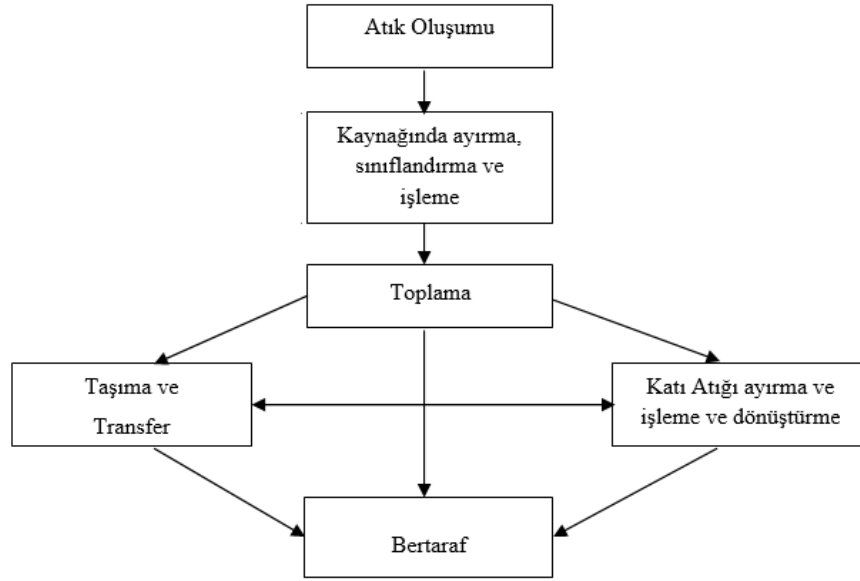 Atık Oluşumu
Kaynağında ayırma,
sınıflandırma ve
işleme
Toplama
Taşıma ve
Transfer
Katı Atığı ayırma ve
işleme ve dönüştürme
Bertaraf